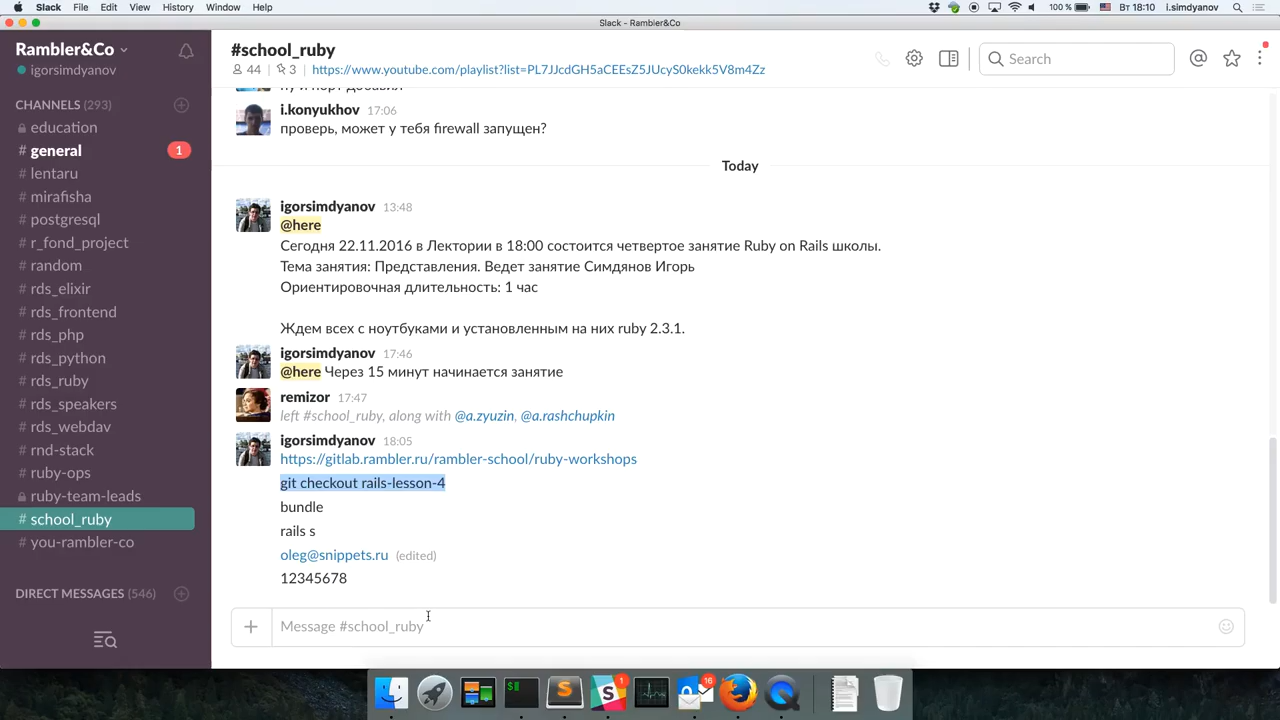 Slack File Edit View History Window Help
100 % Вт 18:10 i.simdyanov
Slack - Rambler&Co
Rambler&Co
igorsimdyanov
CHANNELS (293)
education
# general 1
# lentaru
# mirafisha
# postgresql
# r_fond_project
# random
# rds_elixir
# rds_frontend
# rds_php
# rds_python
# rds_ruby
# rds_speakers
# rds_webdav
# rnd-stack
# ruby-ops
ruby-team-leads
# school_ruby
# you-rambler-co
DIRECT MESSAGES (546)
#school_ruby
44 3 https://www.youtube.com/playlist?list=PL7JJcdGH5aCEEsZ5JUcyS0kekk5V8m4Zz
Search
ну и порт добавил
i.konyukhov 17:06
проверь, может у тебя firewall запущен?
Today
igorsimdyanov 13:48
@here
Сегодня 22.11.2016 в Лектории в 18:00 состоится четвертое занятие Ruby on Rails школы.
Тема занятия: Представления. Ведет занятие Симдянов Игорь
Ориентировочная длительность: 1 час
Ждем всех с ноутбуками и установленным на них ruby 2.3.1.
igorsimdyanov 17:46
@here Через 15 минут начинается занятие
remizor 17:47
left #school_ruby, along with @a.zyuzin, @a.rashchupkin
igorsimdyanov 18:05
https://gitlab.rambler.ru/rambler-school/ruby-workshops
git checkout rails-lesson-4
bundle
rails s
oleg@snippets.ru (edited)
12345678
Message #school_ruby
1 16